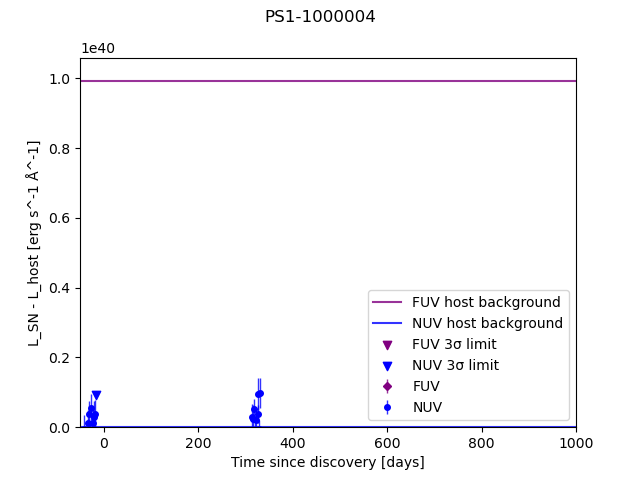 PS1-1000004
1e40
1.0
0.8
0.6
0.4
0.2
0.0
L_SN - L_host [erg s^-1 Å^-1]
FUV host background
NUV host background
FUV 3σ limit
NUV 3σ limit
FUV
NUV
0 200 400 600 800 1000
Time since discovery [days]